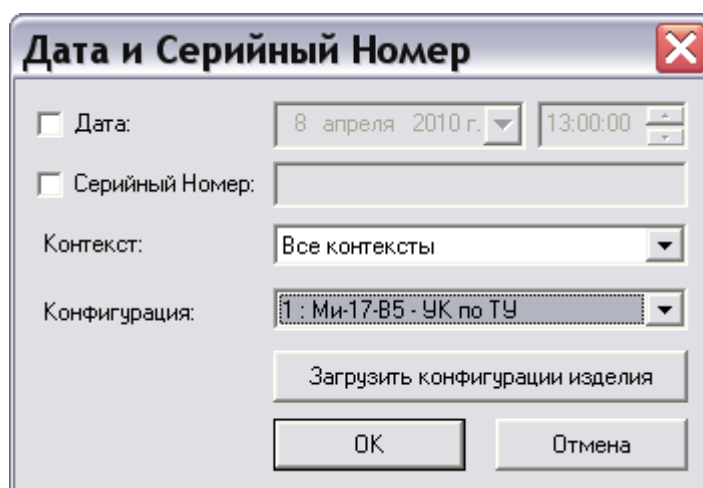 Дата и Серийный Номер
Дата: 8 апреля 2010 г. 13:00:00
Серийный Номер:
Контекст: Все контексты
Конфигурация: 1 : Ми-17-В5 - УК по ТУ
Загрузить конфигурации изделия
OK Отмена